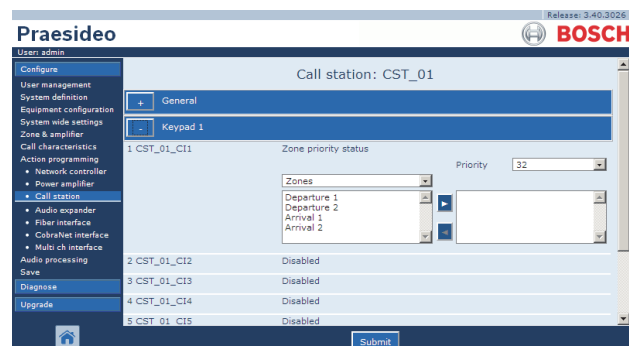 Release: 3.40.3026
Praesideo
BOSCH
User: admin
Configure
User management
System definition
Equipment configuration
System wide settings
Zone & amplifier
Call characteristics
Action programming
• Network controller
• Power amplifier
• Call station
• Audio expander
• Fiber interface
• CobraNet interface
• Multi ch interface
Audio processing
Save
Diagnose
Upgrade
Call station: CST_01
+ General
- Keypad 1
1 CST_01_CI1 Zone priority status
Priority 32
Zones
Departure 1
Departure 2
Arrival 1
Arrival 2
2 CST_01_CI2 Disabled
3 CST_01_CI3 Disabled
4 CST_01_CI4 Disabled
5 CST_01_CI5 Disabled
Submit